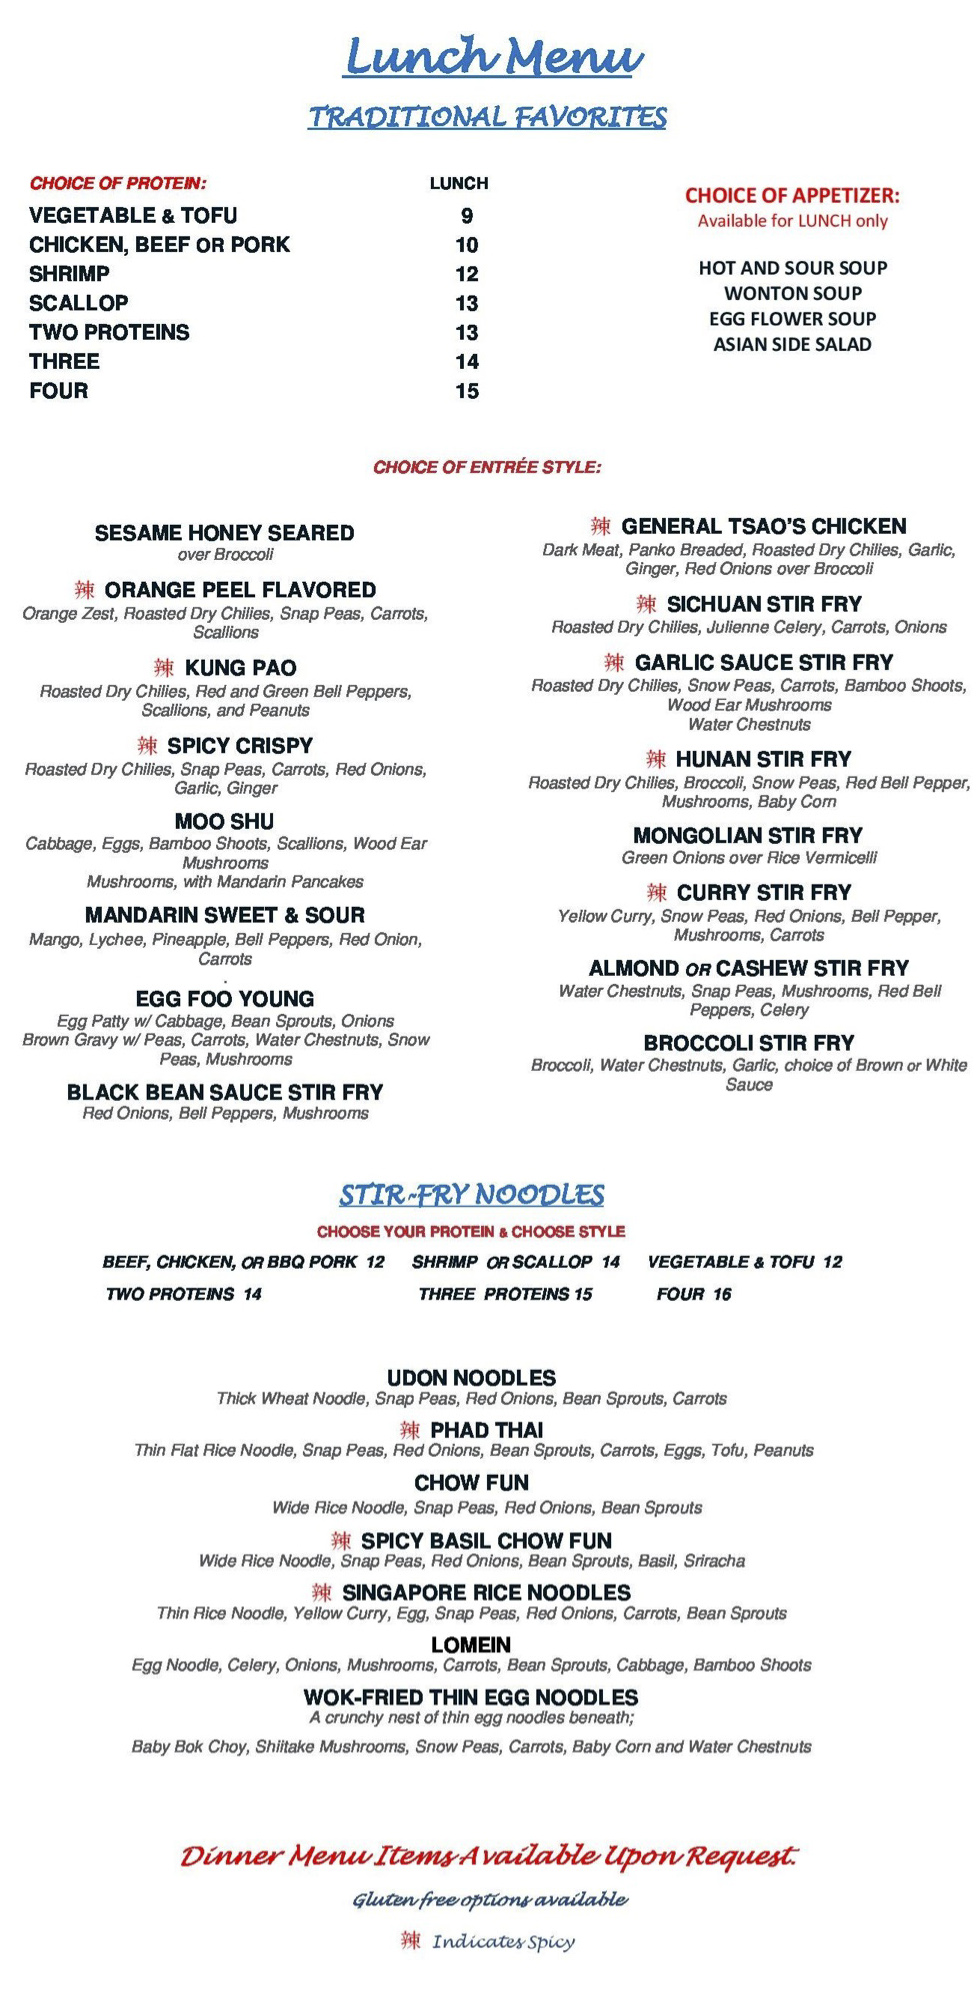 Lunch Menu
TRADITIONAL FAVORITES
CHOICE OF PROTEIN: LUNCH
VEGETABLE & TOFU 9
CHICKEN, BEEF OR PORK 10
SHRIMP 12
SCALLOP 13
TWO PROTEINS 13
THREE 14
FOUR 15
CHOICE OF APPETIZER:
Available for LUNCH only
HOT AND SOUR SOUP
WONTON SOUP
EGG FLOWER SOUP
ASIAN SIDE SALAD
CHOICE OF ENTRÉE STYLE:
SESAME HONEY SEARED
over Broccoli
辣 ORANGE PEEL FLAVORED
Orange Zest, Roasted Dry Chilies, Snap Peas, Carrots,
Scallions
辣 KUNG PAO
Roasted Dry Chilies, Red and Green Bell Peppers,
Scallions, and Peanuts
辣 SPICY CRISPY
Roasted Dry Chilies, Snap Peas, Carrots, Red Onions,
Garlic, Ginger
MOO SHU
Cabbage, Eggs, Bamboo Shoots, Scallions, Wood Ear
Mushrooms
Mushrooms, with Mandarin Pancakes
MANDARIN SWEET & SOUR
Mango, Lychee, Pineapple, Bell Peppers, Red Onion,
Carrots
.
EGG FOO YOUNG
Egg Patty w/ Cabbage, Bean Sprouts, Onions
Brown Gravy w/ Peas, Carrots, Water Chestnuts, Snow
Peas, Mushrooms
BLACK BEAN SAUCE STIR FRY
Red Onions, Bell Peppers, Mushrooms
辣 GENERAL TSAO'S CHICKEN
Dark Meat, Panko Breaded, Roasted Dry Chilies, Garlic,
Ginger, Red Onions over Broccoli
辣 SICHUAN STIR FRY
Roasted Dry Chilies, Julienne Celery, Carrots, Onions
辣 GARLIC SAUCE STIR FRY
Roasted Dry Chilies, Snow Peas, Carrots, Bamboo Shoots,
Wood Ear Mushrooms
Water Chestnuts
辣 HUNAN STIR FRY
Roasted Dry Chilies, Broccoli, Snow Peas, Red Bell Pepper,
Mushrooms, Baby Corn
MONGOLIAN STIR FRY
Green Onions over Rice Vermicelli
辣 CURRY STIR FRY
Yellow Curry, Snow Peas, Red Onions, Bell Pepper,
Mushrooms, Carrots
ALMOND OR CASHEW STIR FRY
Water Chestnuts, Snap Peas, Mushrooms, Red Bell
Peppers, Celery
BROCCOLI STIR FRY
Broccoli, Water Chestnuts, Garlic, choice of Brown or White
Sauce
STIR-FRY NOODLES
CHOOSE YOUR PROTEIN & CHOOSE STYLE
BEEF, CHICKEN, OR BBQ PORK 12 SHRIMP OR SCALLOP 14 VEGETABLE & TOFU 12
TWO PROTEINS 14 THREE PROTEINS 15 FOUR 16
UDON NOODLES
Thick Wheat Noodle, Snap Peas, Red Onions, Bean Sprouts, Carrots
辣 PHAD THAI
Thin Flat Rice Noodle, Snap Peas, Red Onions, Bean Sprouts, Carrots, Eggs, Tofu, Peanuts
CHOW FUN
Wide Rice Noodle, Snap Peas, Red Onions, Bean Sprouts
辣 SPICY BASIL CHOW FUN
Wide Rice Noodle, Snap Peas, Red Onions, Bean Sprouts, Basil, Sriracha
辣 SINGAPORE RICE NOODLES
Thin Rice Noodle, Yellow Curry, Egg, Snap Peas, Red Onions, Carrots, Bean Sprouts
LOMEIN
Egg Noodle, Celery, Onions, Mushrooms, Carrots, Bean Sprouts, Cabbage, Bamboo Shoots
WOK-FRIED THIN EGG NOODLES
A crunchy nest of thin egg noodles beneath;
Baby Bok Choy, Shiitake Mushrooms, Snow Peas, Carrots, Baby Corn and Water Chestnuts
Dinner Menu Items Available Upon Request.
Gluten free options available
辣 Indicates Spicy